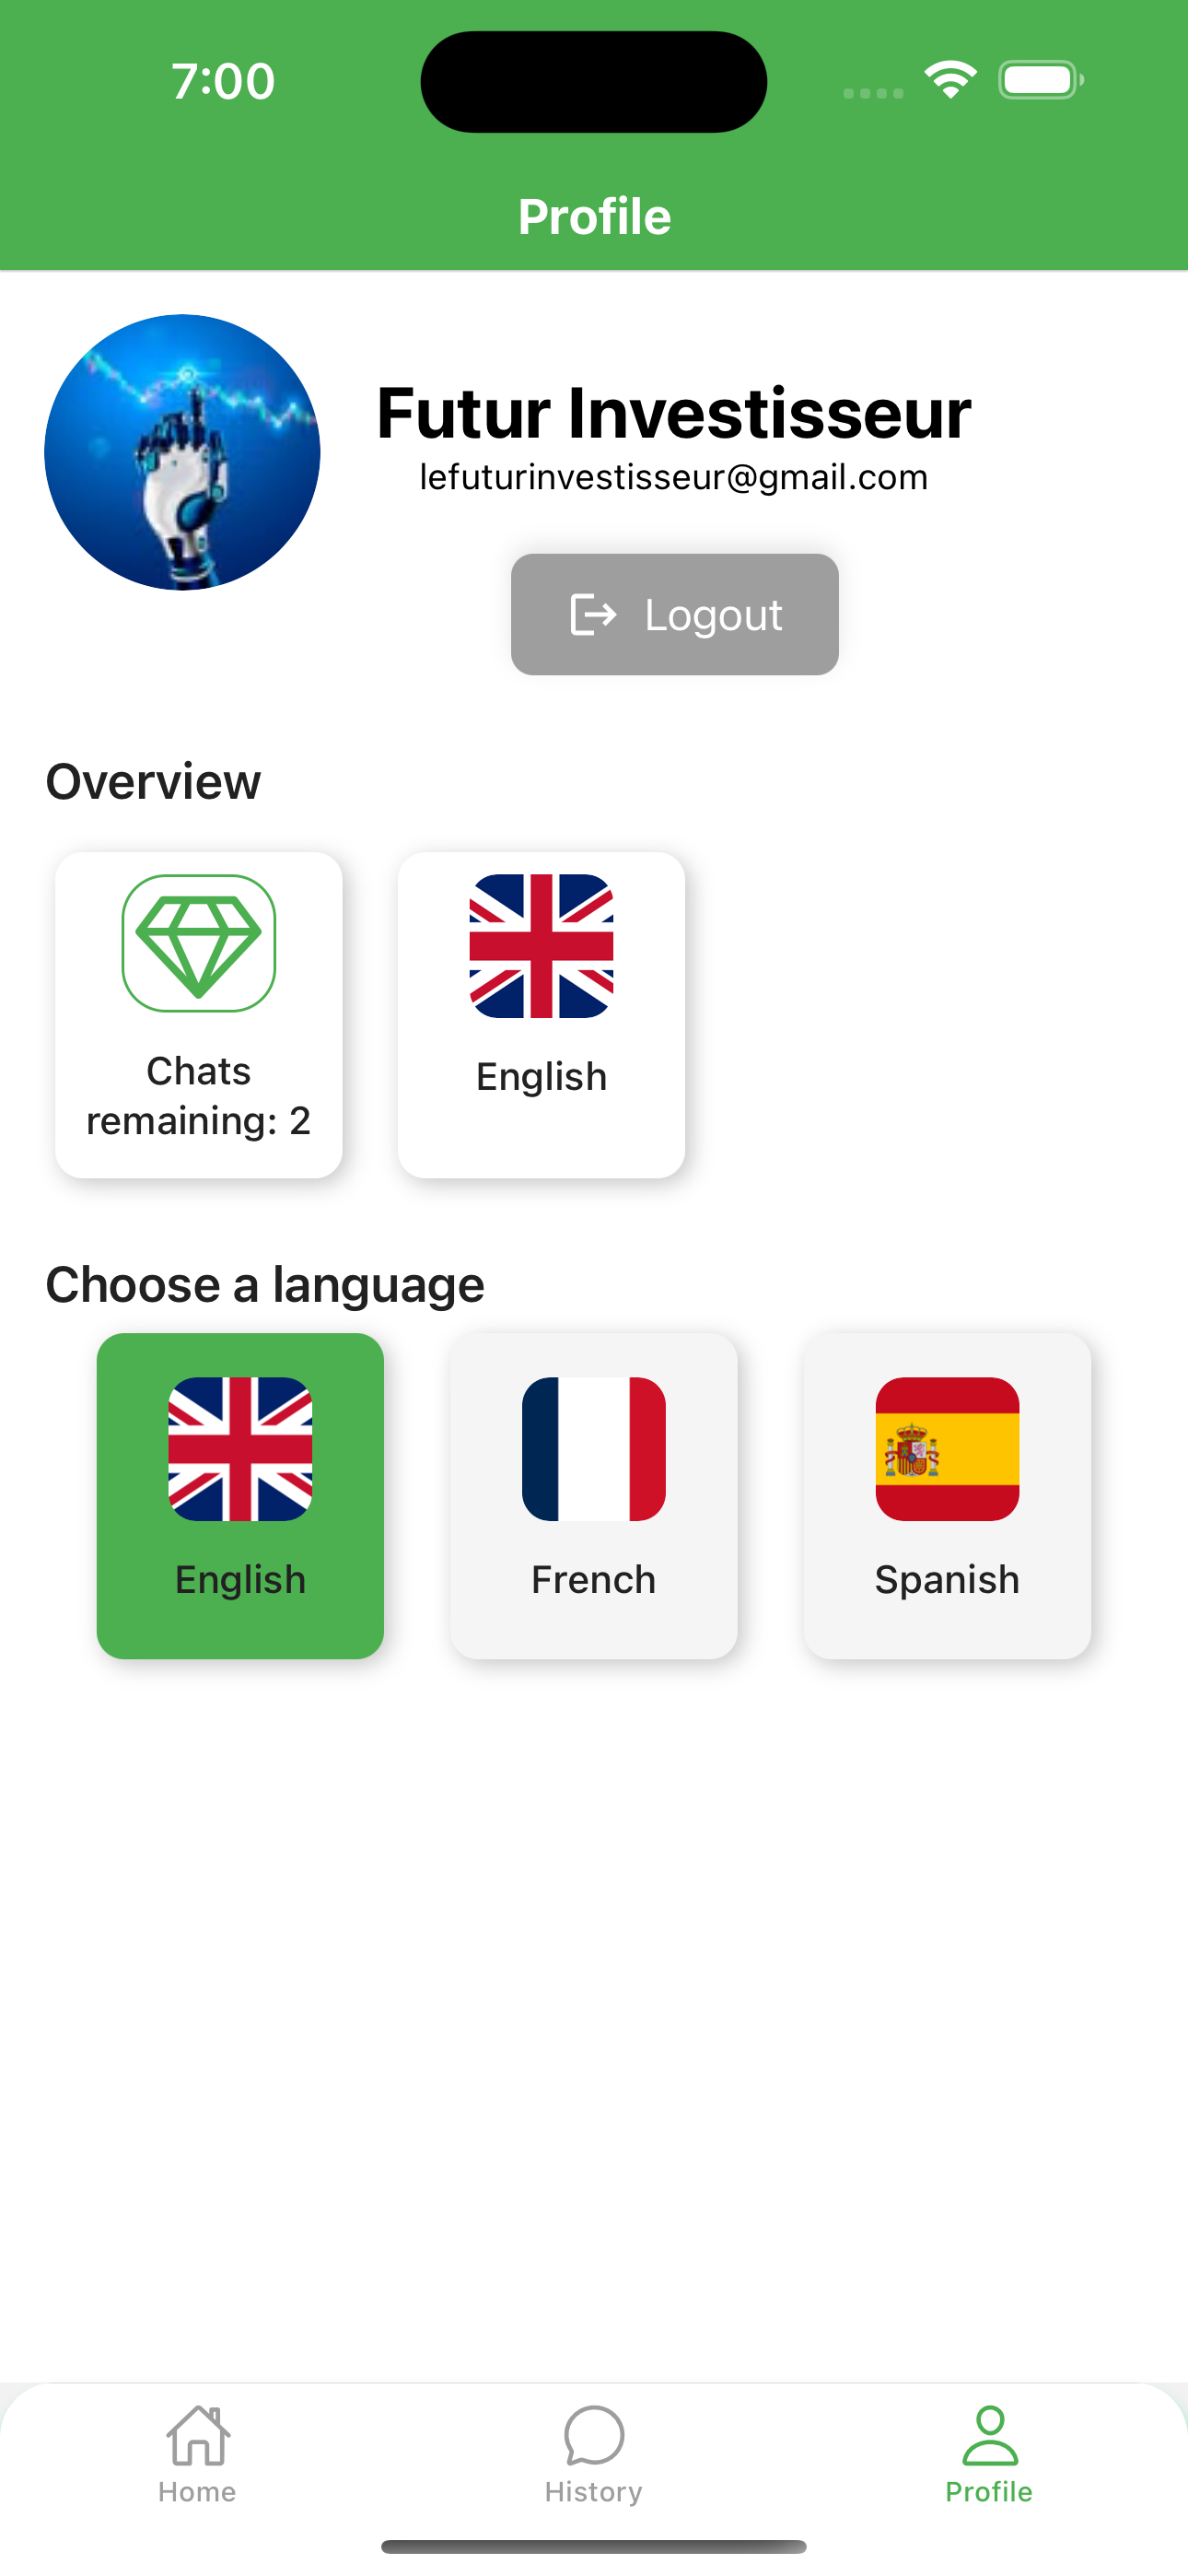 7:00
Profile
Futur Investisseur
lefuturinvestisseur@gmail.com
Logout
Overview
Chats
remaining: 2
English
Choose a language
English
French
Spanish
Home
History
Profile